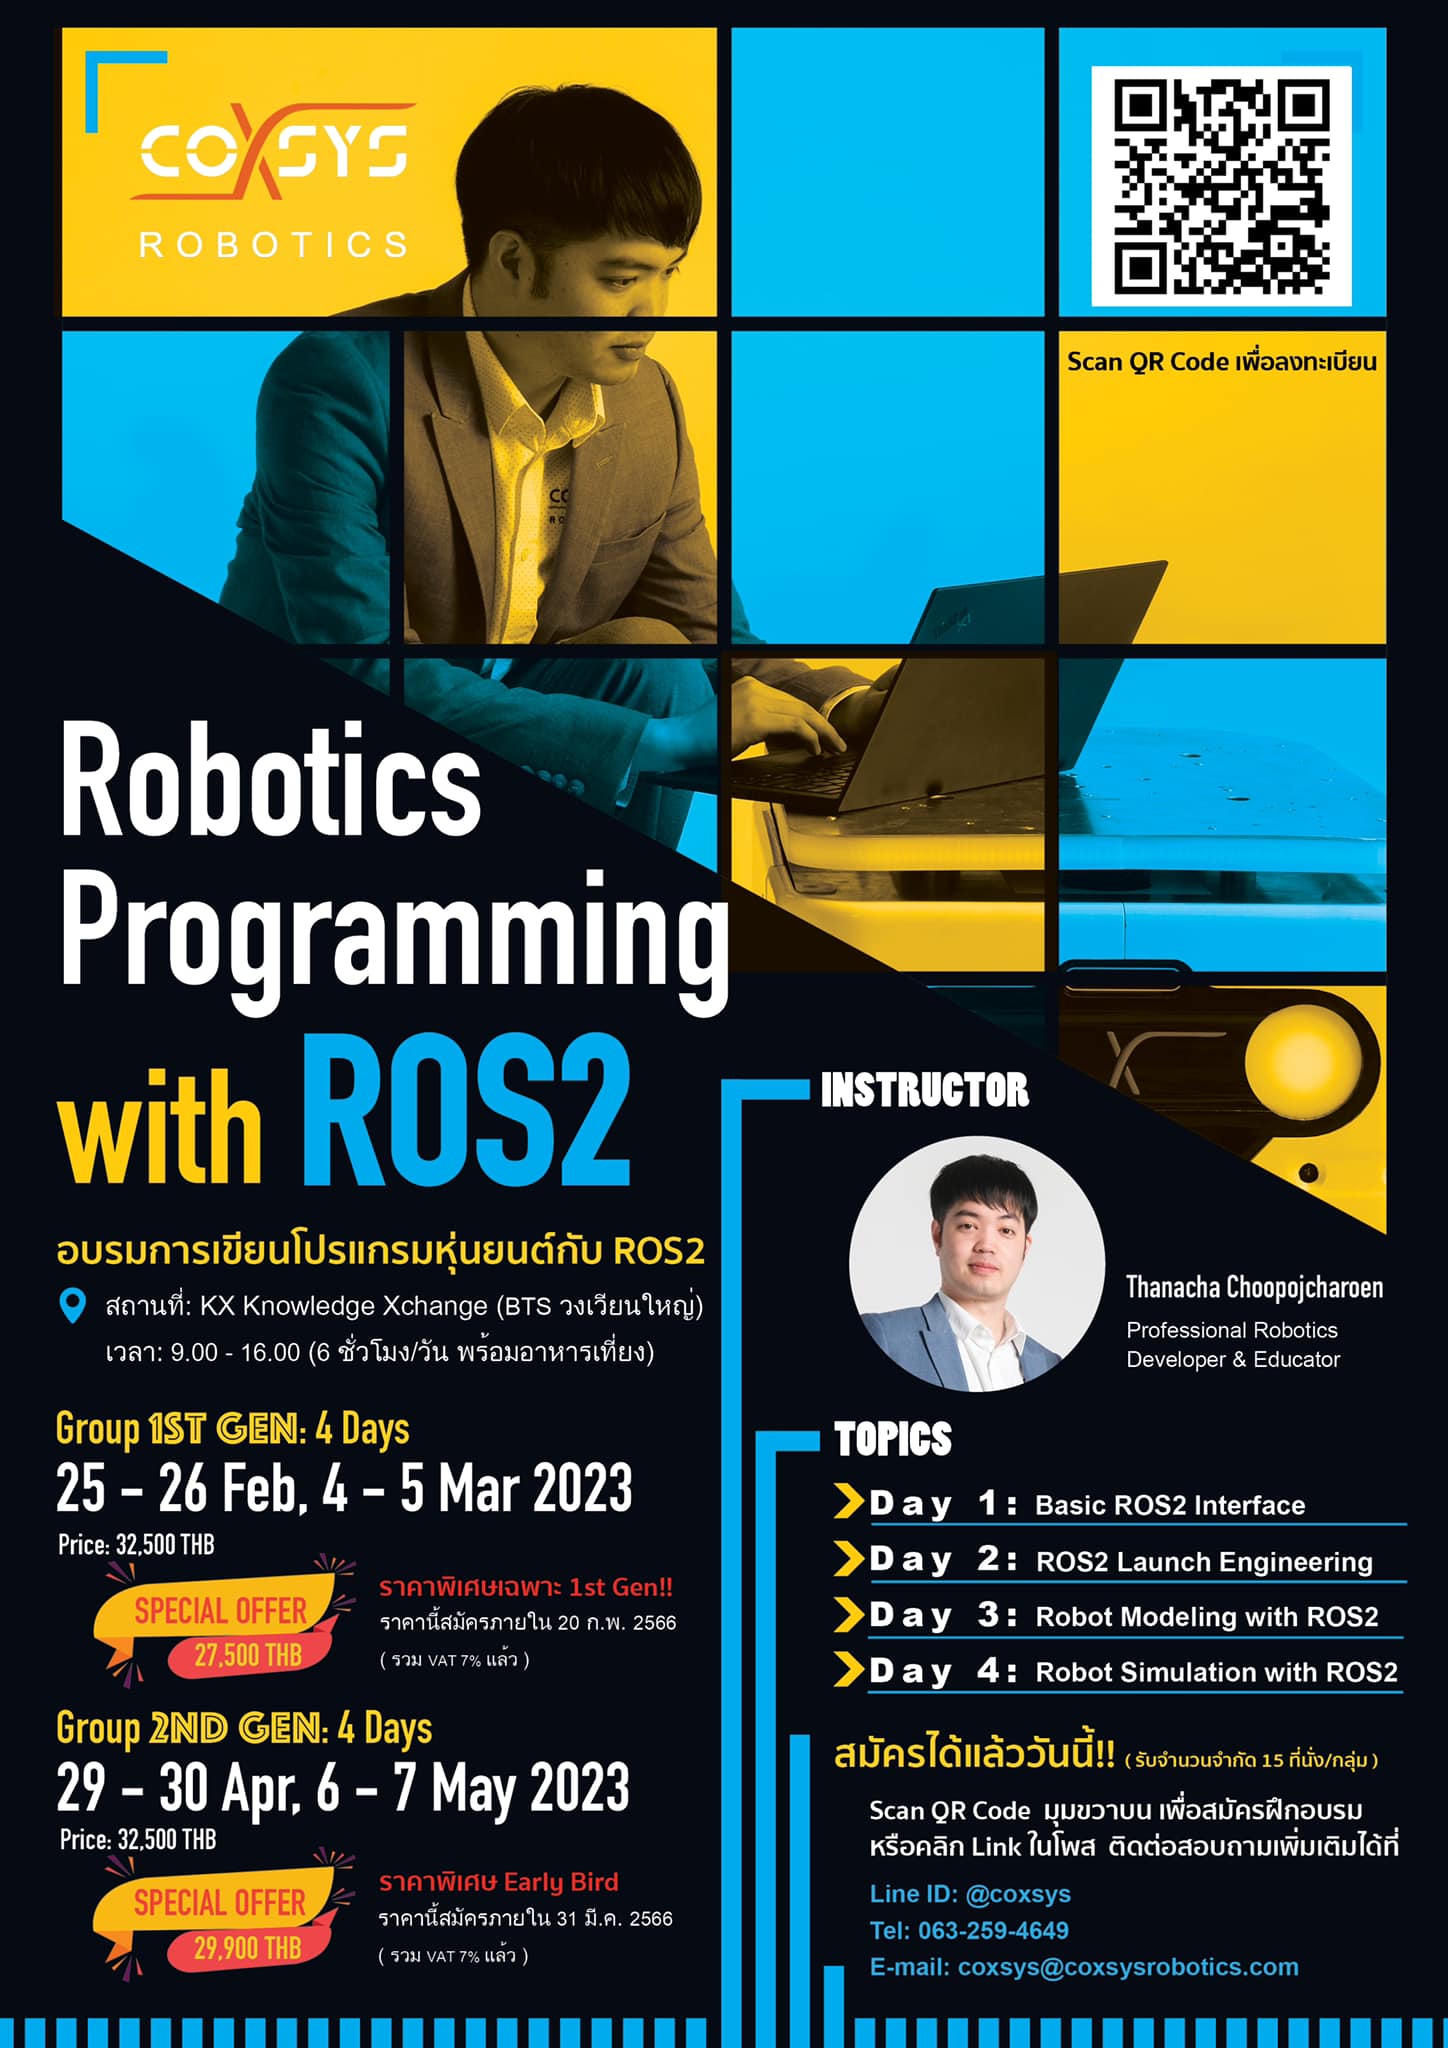 COXSYS
ROBOTICS
Scan QR Code เพื่อลงทะเบียน
Robotics
Programming
with ROS2
อบรมการเขียนโปรแกรมหุ่นยนต์กับ ROS2
สถานที่: KX Knowledge Xchange (BTS วงเวียนใหญ่)
เวลา: 9.00 - 16.00 (6 ชั่วโมง/วัน พร้อมอาหารเที่ยง)
Group 1ST GEN: 4 Days
25 – 26 Feb, 4 – 5 Mar 2023
Price: 32,500 THB
SPECIAL OFFER
27,500 THB
ราคาพิเศษเฉพาะ 1st Gen!!
ราคานี้สมัครภายใน 20 ก.พ. 2566
( รวม VAT 7% แล้ว )
Group 2ND GEN: 4 Days
29 – 30 Apr, 6 – 7 May 2023
Price: 32,500 THB
SPECIAL OFFER
29,900 THB
ราคาพิเศษ Early Bird
ราคานี้สมัครภายใน 31 มี.ค. 2566
( รวม VAT 7% แล้ว )
INSTRUCTOR
Thanacha Choopojcharoen
Professional Robotics
Developer & Educator
TOPICS
Day 1: Basic ROS2 Interface
Day 2: ROS2 Launch Engineering
Day 3: Robot Modeling with ROS2
Day 4: Robot Simulation with ROS2
สมัครได้แล้ววันนี้!! ( รับจำนวนจำกัด 15 ที่นั่ง/กลุ่ม )
Scan QR Code มุมขวาบน เพื่อสมัครฝึกอบรม
หรือคลิก Link ในโพส ติดต่อสอบถามเพิ่มเติมได้ที่
Line ID: @coxsys
Tel: 063-259-4649
E-mail: coxsys@coxsysrobotics.com